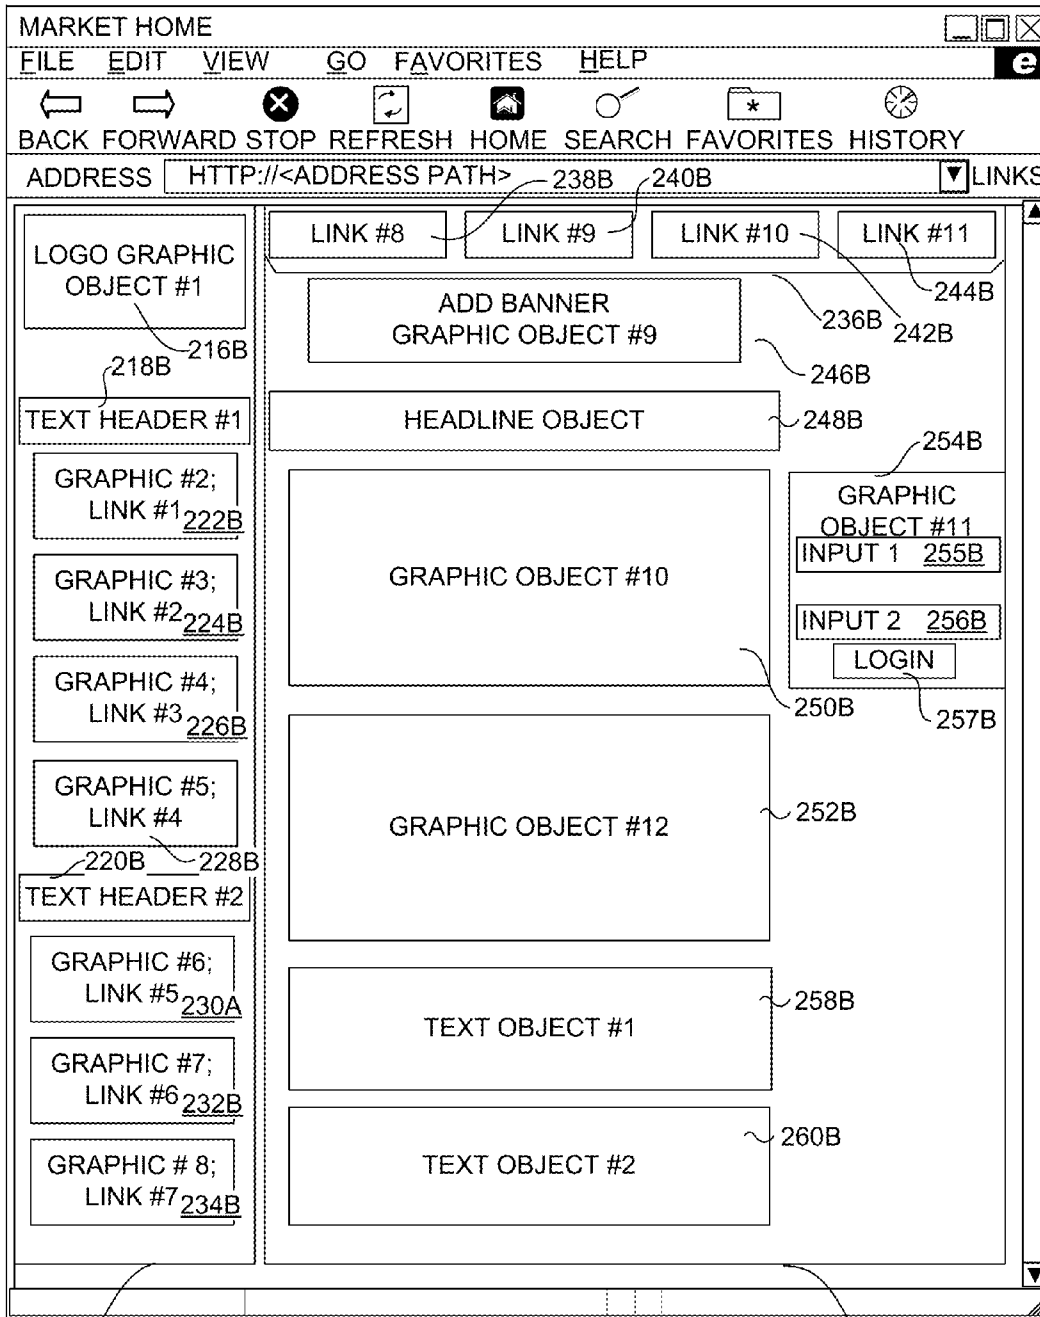 MARKET HOME
FILE EDIT VIEW GO FAVORITES HELP
e
BACK FORWARD STOP REFRESH HOME SEARCH FAVORITES HISTORY
ADDRESS HTTP://<ADDRESS PATH> 238B 240B LINKS
LOGO GRAPHIC
OBJECT #1
216B
218B
TEXT HEADER #1
GRAPHIC #2;
LINK #1 222B
GRAPHIC #3;
LINK #2 224B
GRAPHIC #4;
LINK #3 226B
GRAPHIC #5;
LINK #4
220B 228B
TEXT HEADER #2
GRAPHIC #6;
LINK #5 230A
GRAPHIC #7;
LINK #6 232B
GRAPHIC # 8;
LINK #7 234B
LINK #8 LINK #9 LINK #10 LINK #11
244B
236B 242B
ADD BANNER
GRAPHIC OBJECT #9
246B
HEADLINE OBJECT 248B
254B
GRAPHIC OBJECT #10
250B
GRAPHIC
OBJECT #11
INPUT 1 255B
INPUT 2 256B
LOGIN
257B
GRAPHIC OBJECT #12 252B
TEXT OBJECT #1 258B
TEXT OBJECT #2 260B